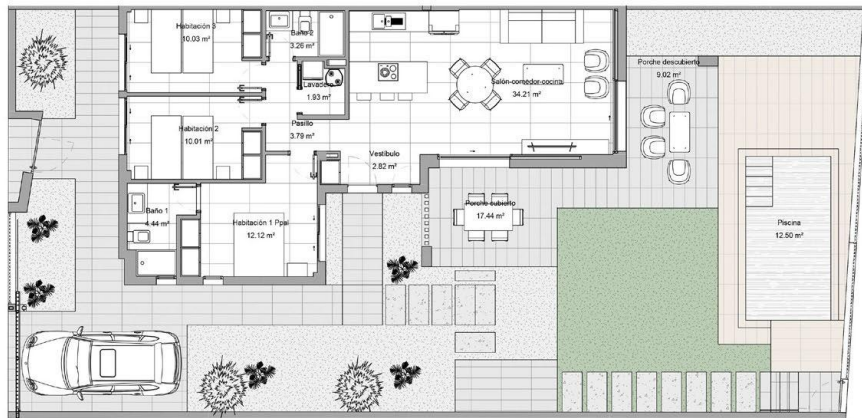 Habitación 3
10.03 m²
Baño 2
3.26 m²
Lavadero
1.93 m²
Salón-comedor-cocina
34.21 m²
Porche descubierto
9.02 m²
Habitación 2
10.01 m²
Pasillo
3.79 m²
Vestíbulo
2.82 m²
Baño 1
4.44 m²
Habitación 1 Ppal
12.12 m²
Porche cubierto
17.44 m²
Piscina
12.50 m²